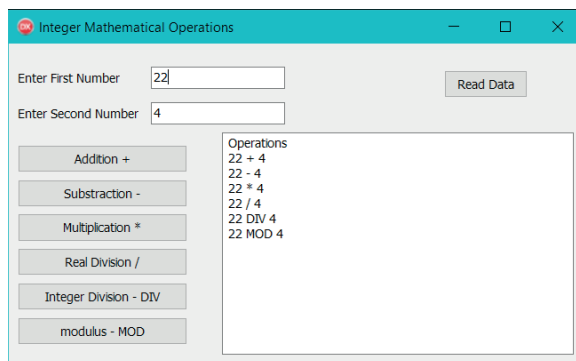 Integer Mathematical Operations
Enter First Number 22
Read Data
Enter Second Number 4
Addition +
Substraction -
Multiplication *
Real Division /
Integer Division - DIV
modulus - MOD
Operations
22 + 4
22 - 4
22 * 4
22 / 4
22 DIV 4
22 MOD 4